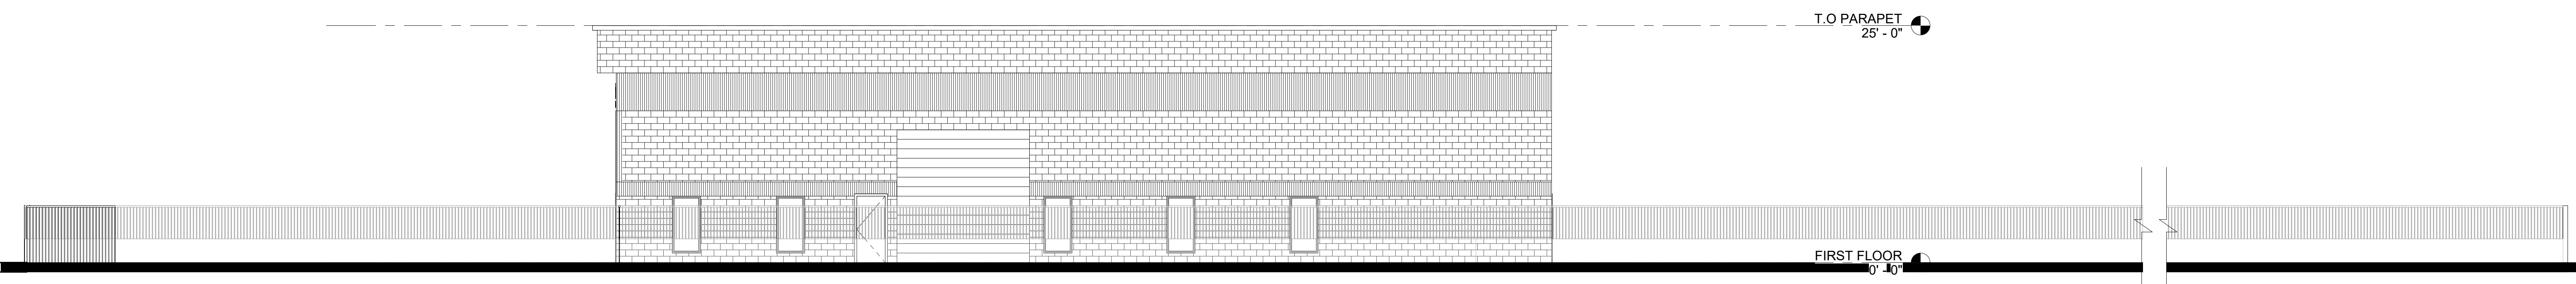 T.O PARAPET
25' - 0"
FIRST FLOOR
0' - 0"